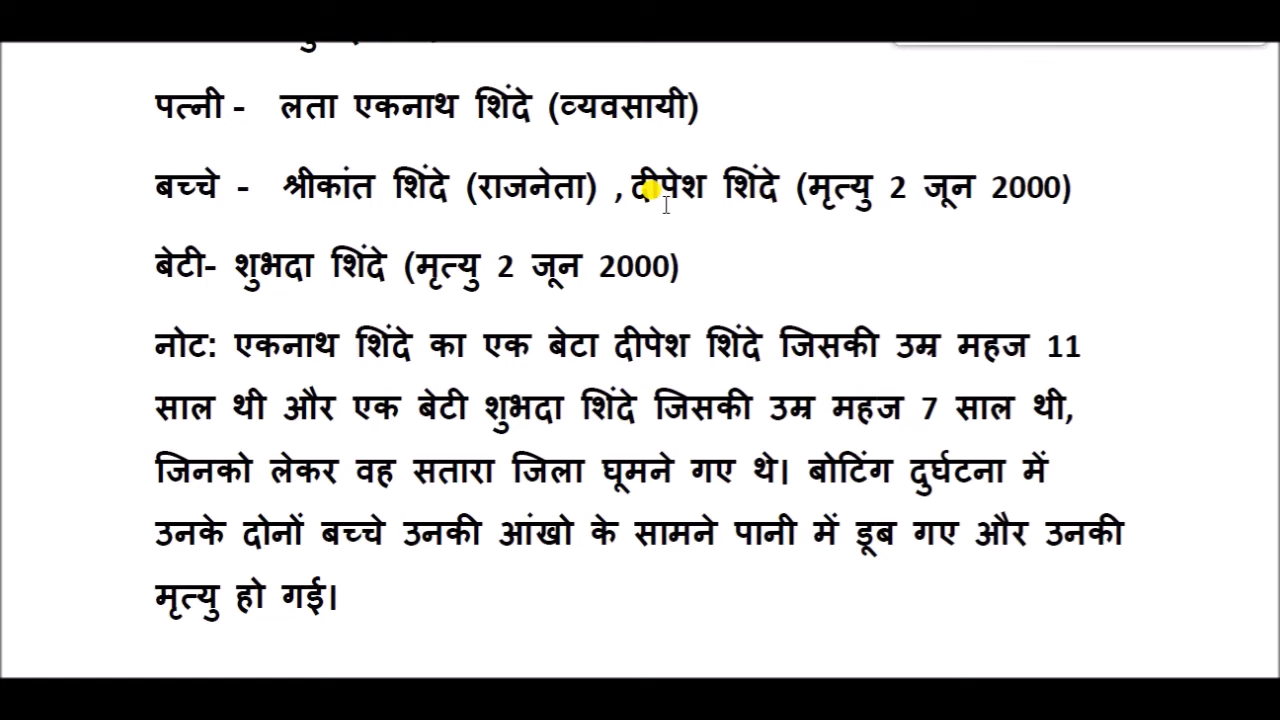 पत्नी - लता एकनाथ शिंदे (व्यवसायी)
बच्चे - श्रीकांत शिंदे (राजनेता) , दीपेश शिंदे (मृत्यु 2 जून 2000)
बेटी- शुभदा शिंदे (मृत्यु 2 जून 2000)
नोट: एकनाथ शिंदे का एक बेटा दीपेश शिंदे जिसकी उम्र महज 11
साल थी और एक बेटी शुभदा शिंदे जिसकी उम्र महज 7 साल थी,
जिनको लेकर वह सतारा जिला घूमने गए थे। बोटिंग दुर्घटना में
उनके दोनों बच्चे उनकी आंखो के सामने पानी में डूब गए और उनकी
मृत्यु हो गई।